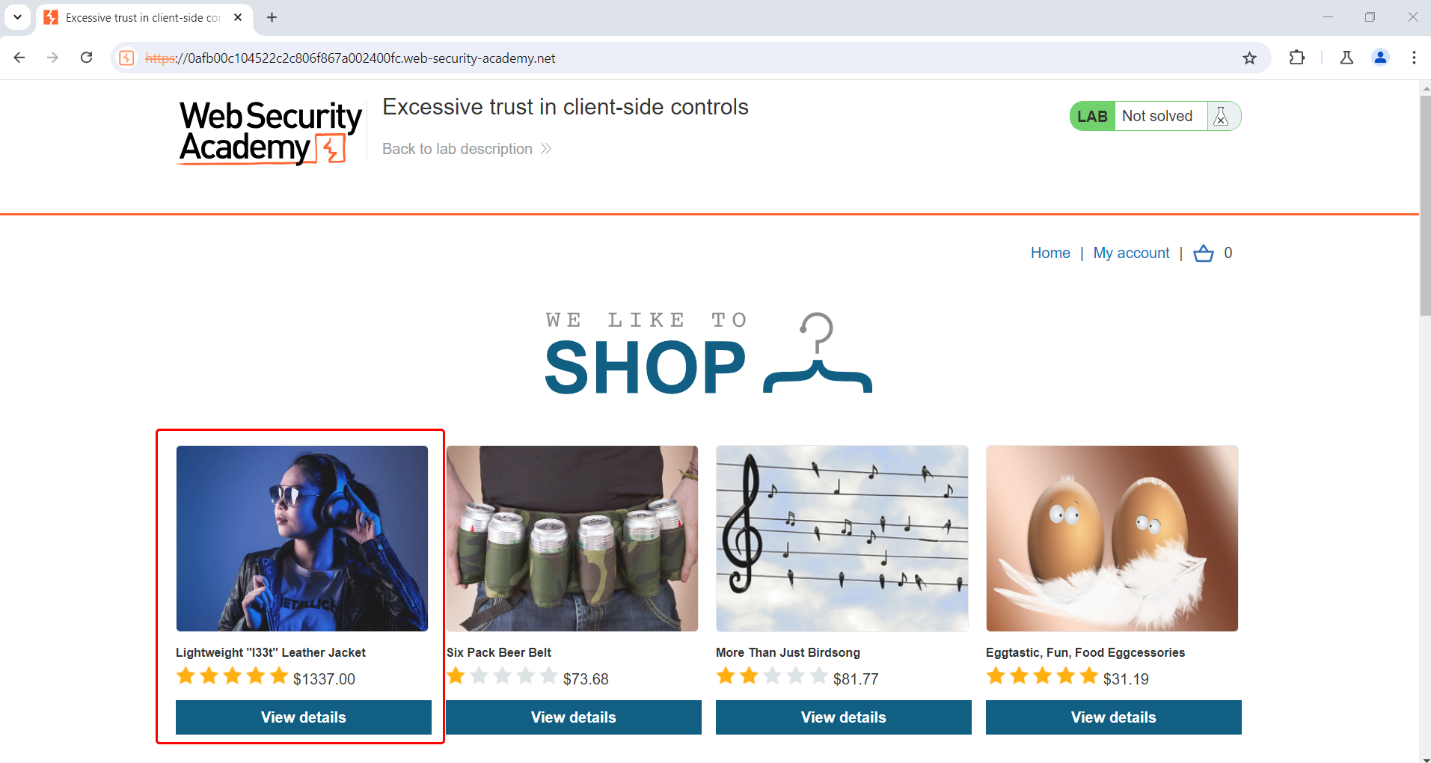 Excessive trust in client-side co
https://0afb00c104522c2c806f867a002400fc.web-security-academy.net
Web Security
Academy
Excessive trust in client-side controls
Back to lab description
LAB Not solved
Home | My account | 0
WE LIKE TO
SHOP
METALLIC
Lightweight "l33t" Leather Jacket
$1337.00
View details
Six Pack Beer Belt
$73.68
View details
More Than Just Birdsong
$81.77
View details
Eggtastic, Fun, Food Eggcessories
$31.19
View details